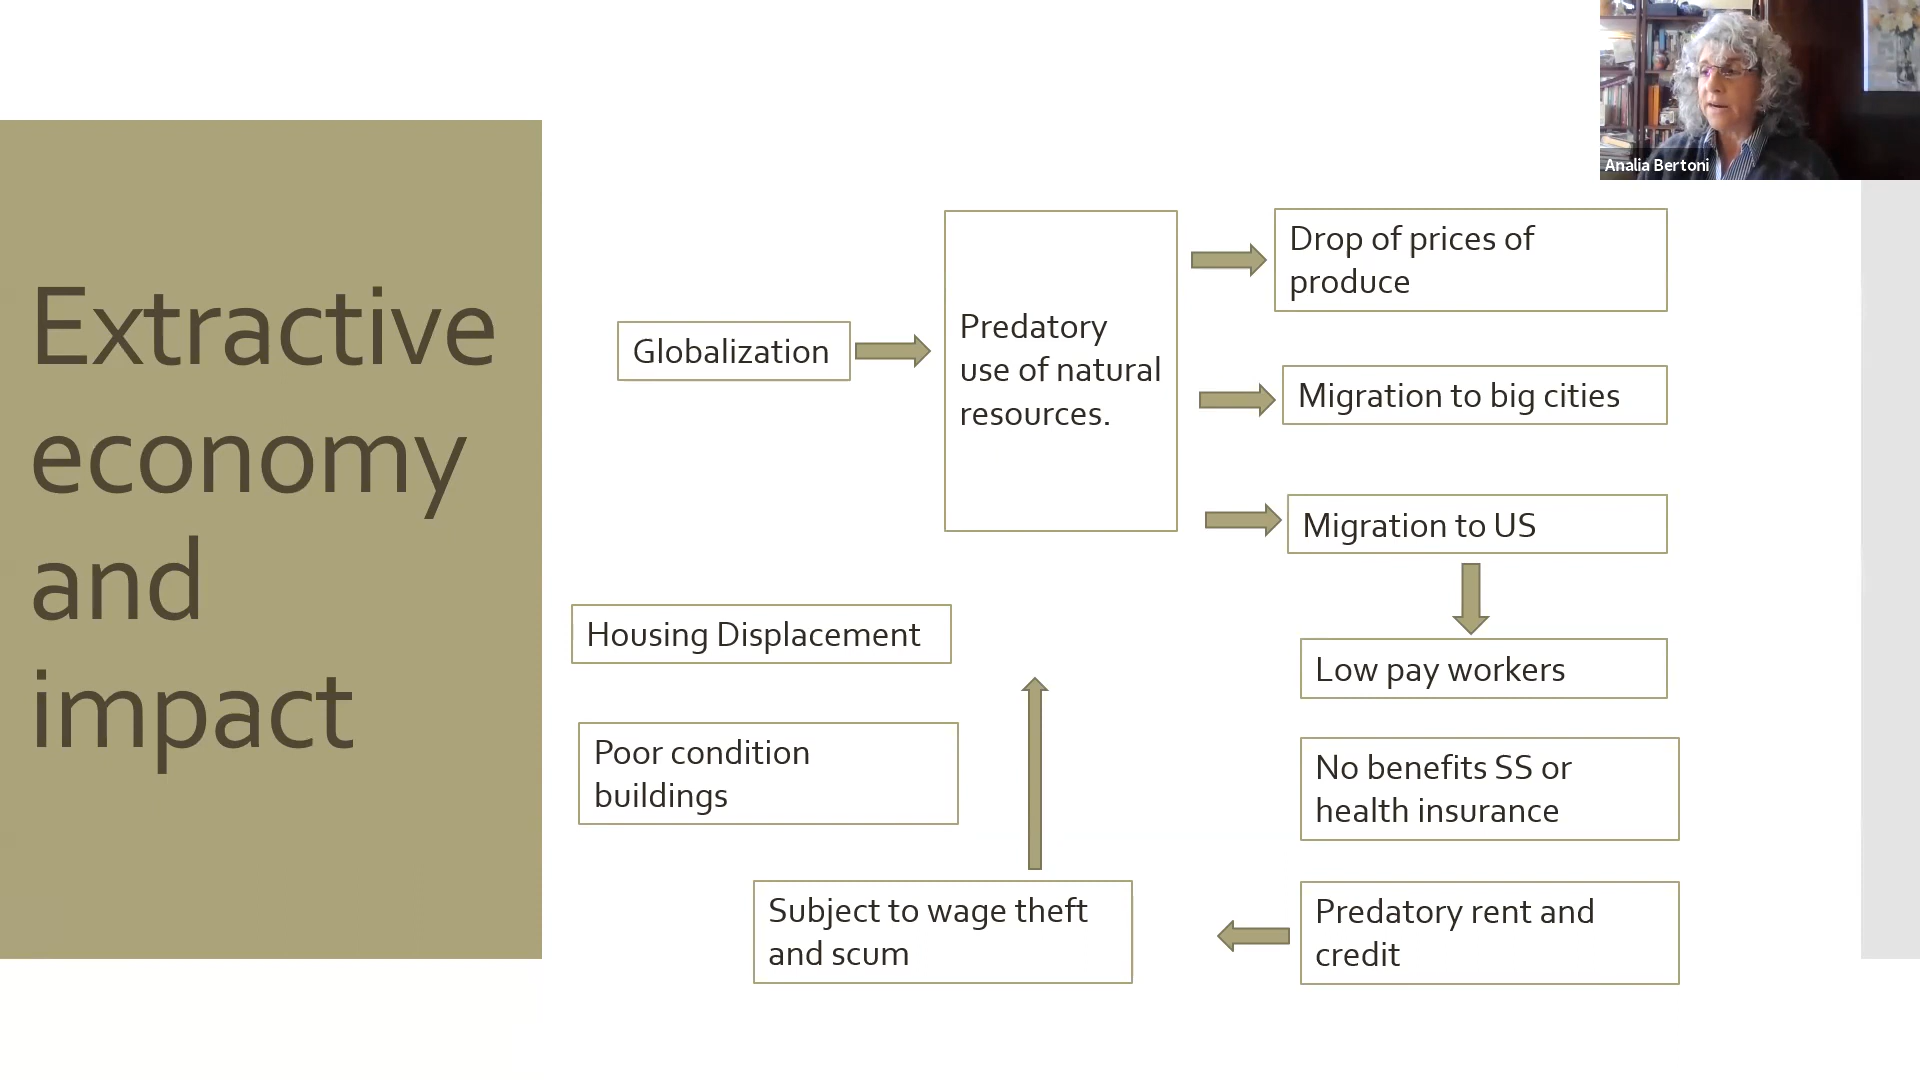 Analia Bertoni
Extractive
economy
and
impact
Globalization
Predatory
use of natural
resources.
Drop of prices of
produce
Migration to big cities
Migration to US
Low pay workers
No benefits SS or
health insurance
Predatory rent and
credit
Subject to wage theft
and scum
Poor condition
buildings
Housing Displacement